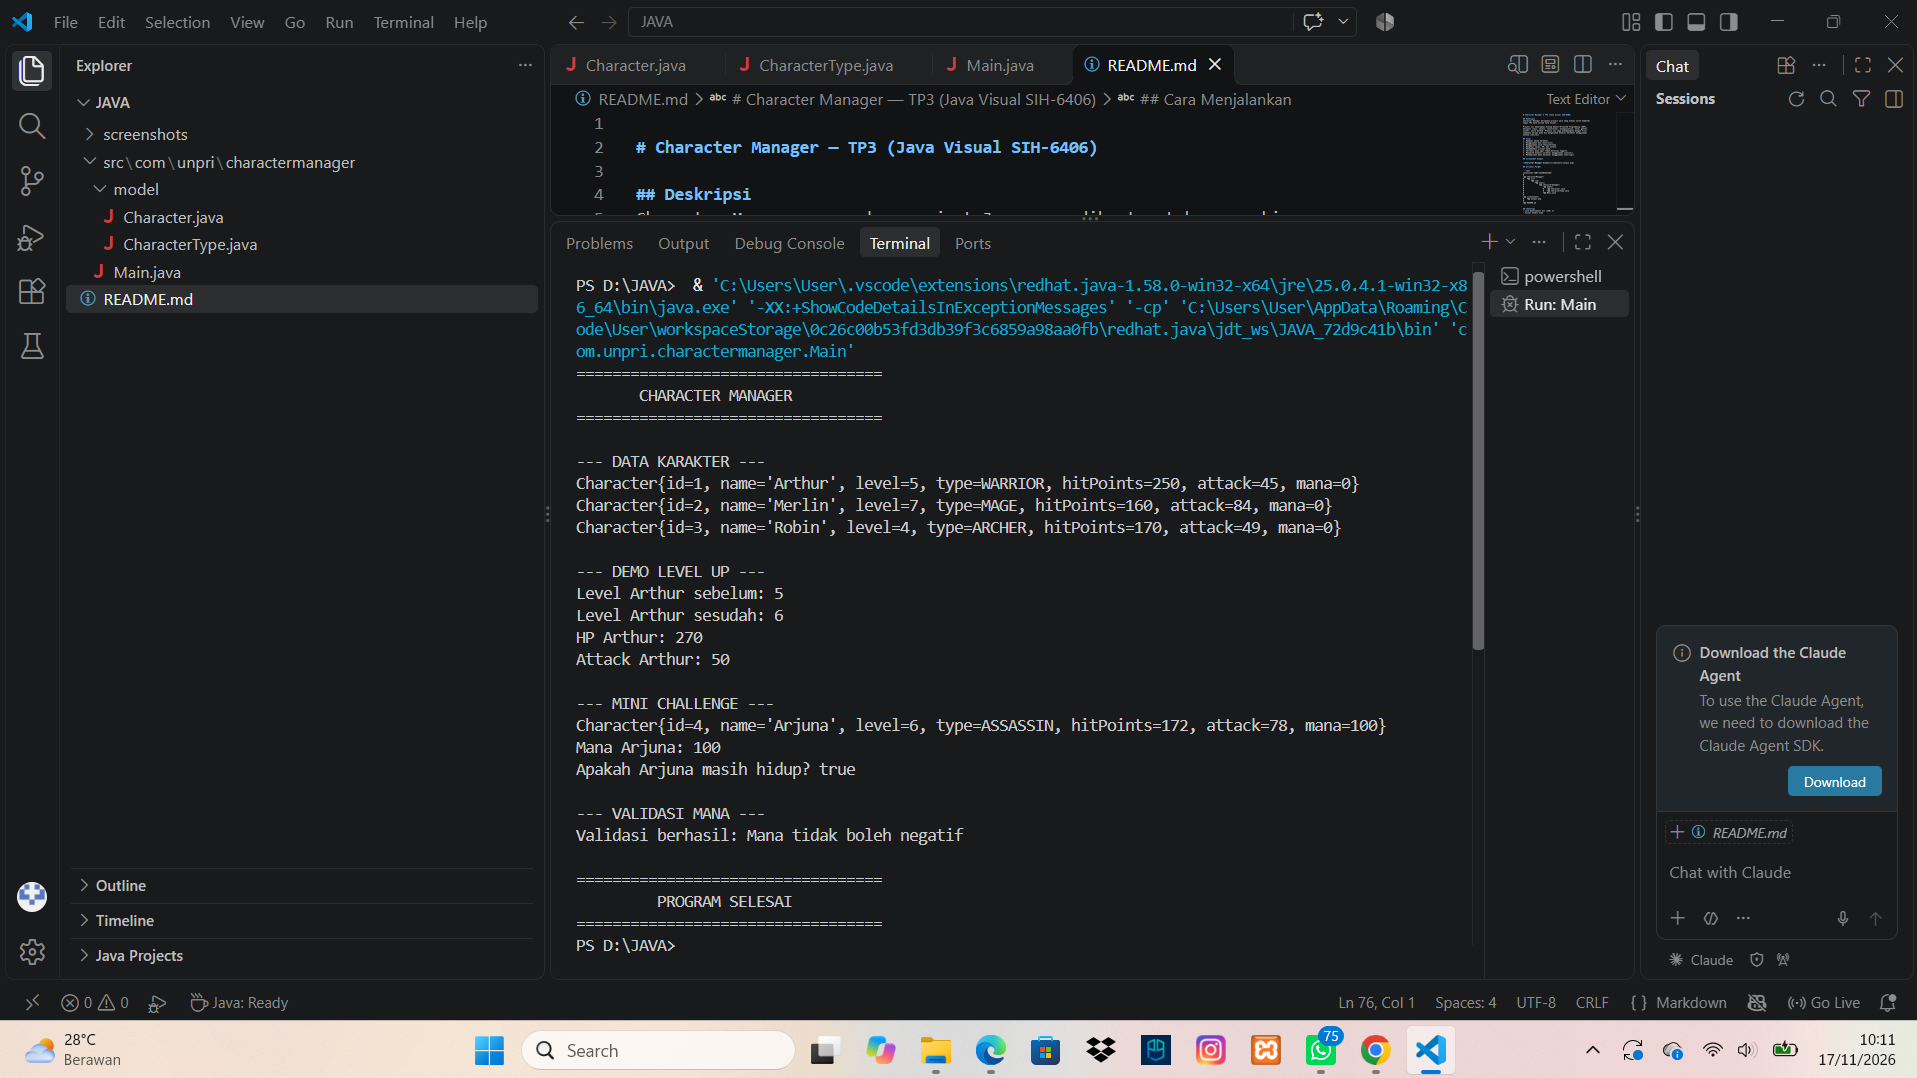 File Edit Selection View Go Run Terminal Help
JAVA
Explorer
JAVA
screenshots
src\com\unpri\charactermanager
model
Character.java
CharacterType.java
Main.java
README.md
Outline
Timeline
Java Projects
Character.java CharacterType.java Main.java README.md
README.md > # Character Manager — TP3 (Java Visual SIH-6406) > ## Cara Menjalankan
Text Editor
1
2 # Character Manager — TP3 (Java Visual SIH-6406)
3
4 ## Deskripsi
Problems Output Debug Console Terminal Ports
PS D:\JAVA> & 'C:\Users\User\.vscode\extensions\redhat.java-1.58.0-win32-x64\jre\25.0.4.1-win32-x8
6_64\bin\java.exe' '-XX:+ShowCodeDetailsInExceptionMessages' '-cp' 'C:\Users\User\AppData\Roaming\C
ode\User\workspaceStorage\0c26c00b53fd3db39f3c6859a98aa0fb\redhat.java\jdt_ws\JAVA_72d9c41b\bin' 'c
om.unpri.charactermanager.Main'
==================================
CHARACTER MANAGER
==================================
--- DATA KARAKTER ---
Character{id=1, name='Arthur', level=5, type=WARRIOR, hitPoints=250, attack=45, mana=0}
Character{id=2, name='Merlin', level=7, type=MAGE, hitPoints=160, attack=84, mana=0}
Character{id=3, name='Robin', level=4, type=ARCHER, hitPoints=170, attack=49, mana=0}
--- DEMO LEVEL UP ---
Level Arthur sebelum: 5
Level Arthur sesudah: 6
HP Arthur: 270
Attack Arthur: 50
--- MINI CHALLENGE ---
Character{id=4, name='Arjuna', level=6, type=ASSASSIN, hitPoints=172, attack=78, mana=100}
Mana Arjuna: 100
Apakah Arjuna masih hidup? true
--- VALIDASI MANA ---
Validasi berhasil: Mana tidak boleh negatif
==================================
PROGRAM SELESAI
==================================
PS D:\JAVA>
powershell
Run: Main
Chat
Sessions
Download the Claude
Agent
To use the Claude Agent,
we need to download the
Claude Agent SDK.
Download
README.md
Chat with Claude
Claude
0 0 Java: Ready
Ln 76, Col 1 Spaces: 4 UTF-8 CRLF { } Markdown Go Live
28°C
Berawan
Search
75
10:11
17/11/2026